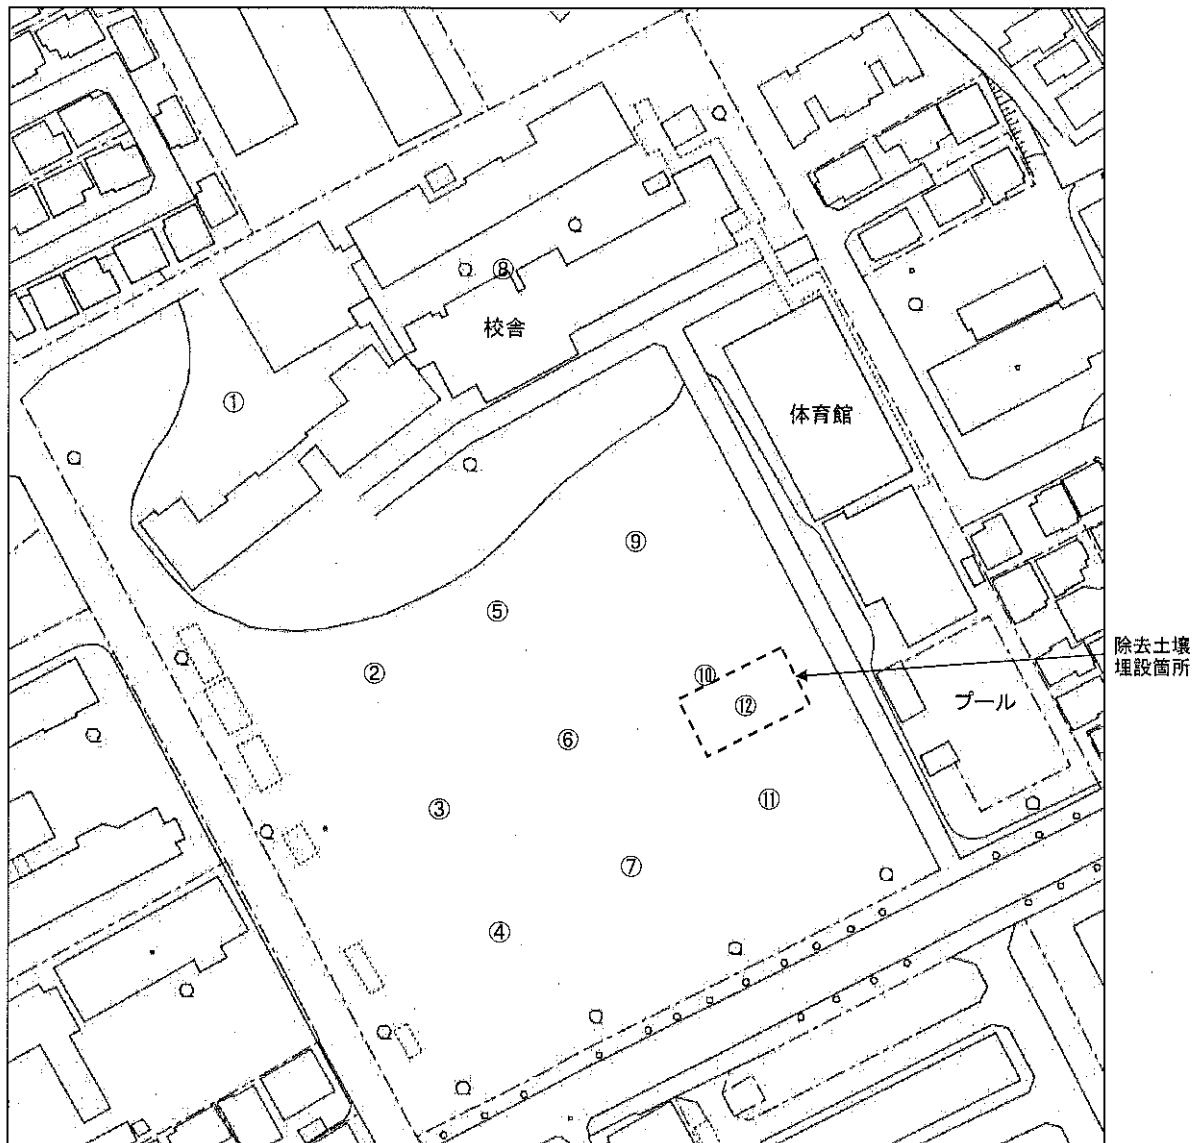 ⑧
校舎
①
体育館
⑨
⑤
除去土壌
埋設箇所
②
⑩
⑫
プール
⑥
③
⑪
⑦
④